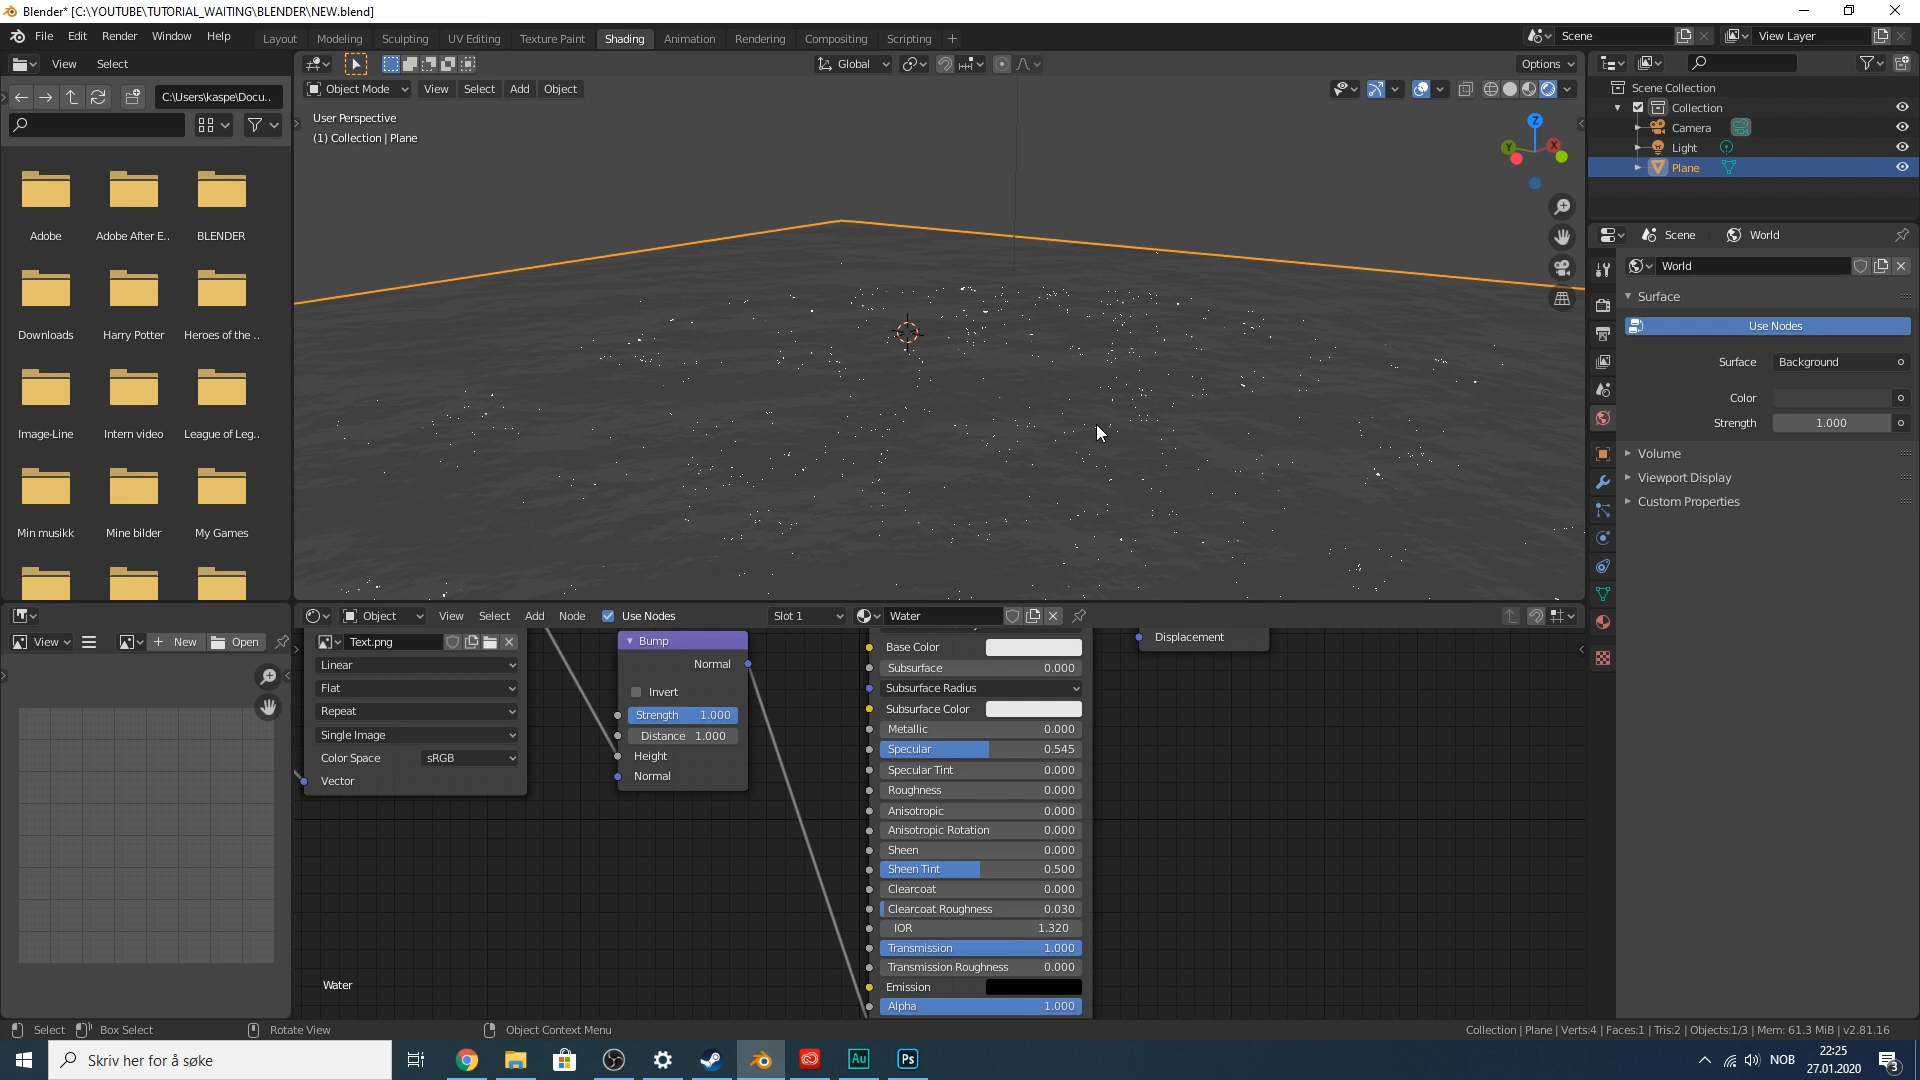 Blender* [C:\YOUTUBE\TUTORIAL_WAITING\BLENDER\NEW.blend]
File Edit Render Window Help
Layout Modeling Sculpting UV Editing Texture Paint Shading Animation Rendering Compositing Scripting
Scene
View Layer
View Select
Global
Options
C:\Users\kaspe\Docu..
Object Mode View Select Add Object
User Perspective
(1) Collection | Plane
Z
Y
X
Adobe
Adobe After E..
BLENDER
Downloads
Harry Potter
Heroes of the ..
Image-Line
Intern video
League of Leg..
Min musikk
Mine bilder
My Games
Scene Collection
Collection
Camera
Light
Plane
Scene World
World
Surface
Use Nodes
Surface Background
Color
Strength 1.000
Volume
Viewport Display
Custom Properties
View New Open
Object View Select Add Node Use Nodes Slot 1 Water
Text.png
Linear
Flat
Repeat
Single Image
Color Space sRGB
Vector
Bump
Normal
Invert
Strength 1.000
Distance 1.000
Height
Normal
Base Color
Subsurface 0.000
Subsurface Radius
Subsurface Color
Metallic 0.000
Specular 0.545
Specular Tint 0.000
Roughness 0.000
Anisotropic 0.000
Anisotropic Rotation 0.000
Sheen 0.000
Sheen Tint 0.500
Clearcoat 0.000
Clearcoat Roughness 0.030
IOR 1.320
Transmission 1.000
Transmission Roughness 0.000
Emission
Alpha 1.000
Displacement
Water
Select Box Select Rotate View Object Context Menu
Collection | Plane | Verts:4 | Faces:1 | Tris:2 | Objects:1/3 | Mem: 61.3 MiB | v2.81.16
Skriv her for å søke
Au
Ps
NOB
22:25
27.01.2020
3